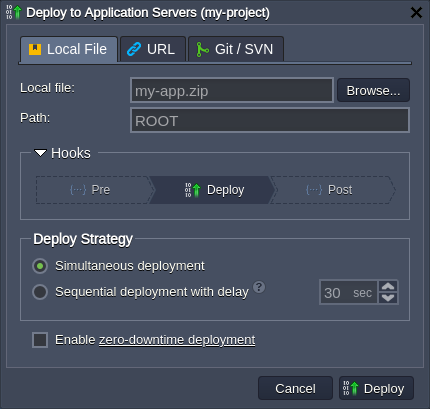 Deploy to Application Servers (my-project)
Local File URL Git / SVN
Local file: my-app.zip Browse...
Path: ROOT
Hooks
Pre Deploy Post
Deploy Strategy
Simultaneous deployment
Sequential deployment with delay ? 30 sec
Enable zero-downtime deployment
Cancel Deploy